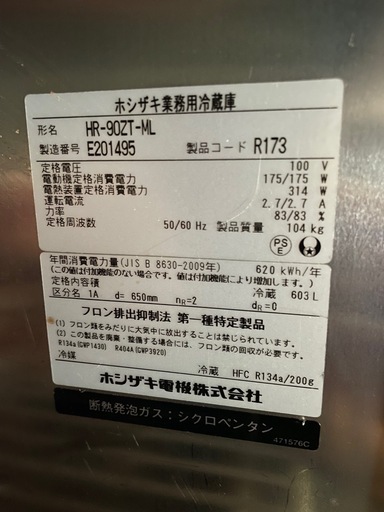 ホシザキ業務用冷蔵庫
形名 HR-90ZT-ML
製造番号 E201495 製品コード R173
定格電圧 100 V
電動機定格消費電力 175/175 W
電熱装置定格消費電力 314 W
運転電流 2.7/2.7 A
力率 83/83 %
定格周波数 50/60 Hz 製品質量 104 kg
PS E
年間消費電力量(JIS B 8630-2009年) 620 kWh/年
(この値は付加機能のない場合です。値は付加機能により増加します。)
定格内容積 冷蔵 603 L
区分名 1A d= 650mm nR=2 dR=0
フロン排出抑制法 第一種特定製品
(1) フロン類をみだりに大気中に放出することは禁じられています。
(2) この製品を廃棄・整備する場合には、フロン類の回収が必要です。
R134a(GWP1430) R404A(GWP3920)
冷媒 冷蔵 HFC R134a/200g
ホシザキ電機株式会社
断熱発泡ガス:シクロペンタン
471576C